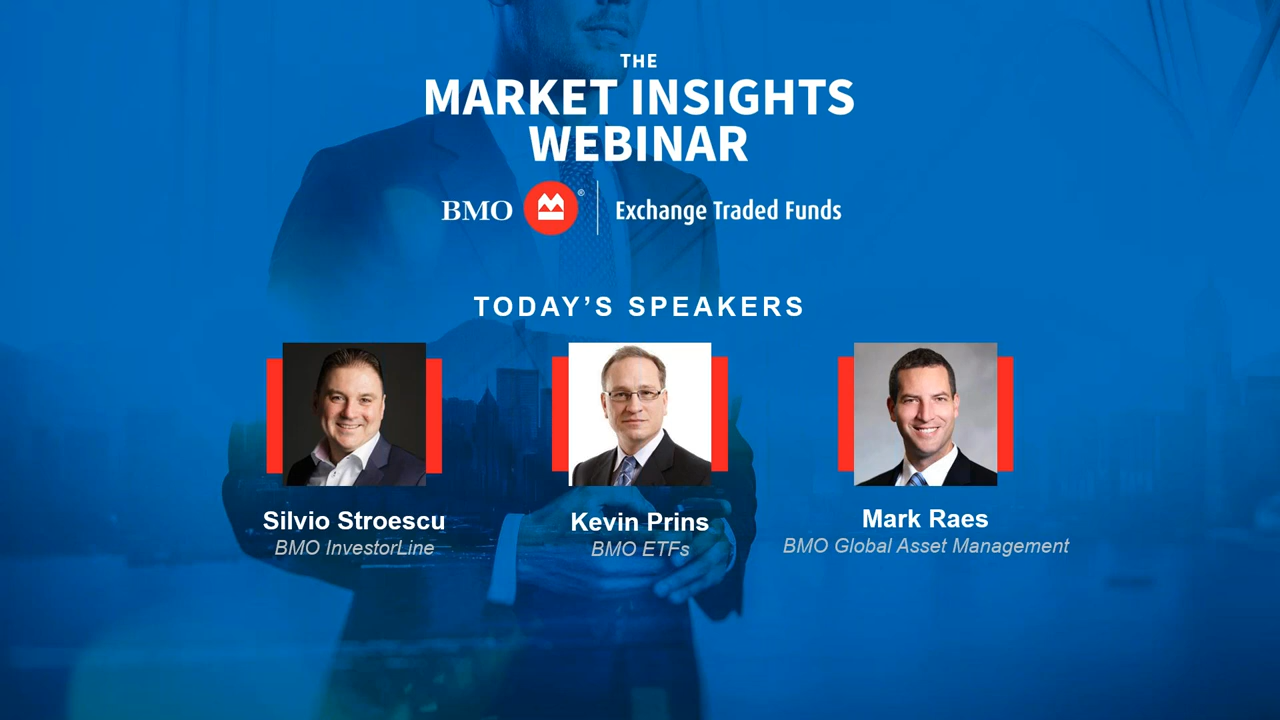 THE
MARKET INSIGHTS
WEBINAR
BMO ® Exchange Traded Funds
TODAY’S SPEAKERS
Silvio Stroescu Kevin Prins Mark Raes
BMO InvestorLine BMO ETFs BMO Global Asset Management